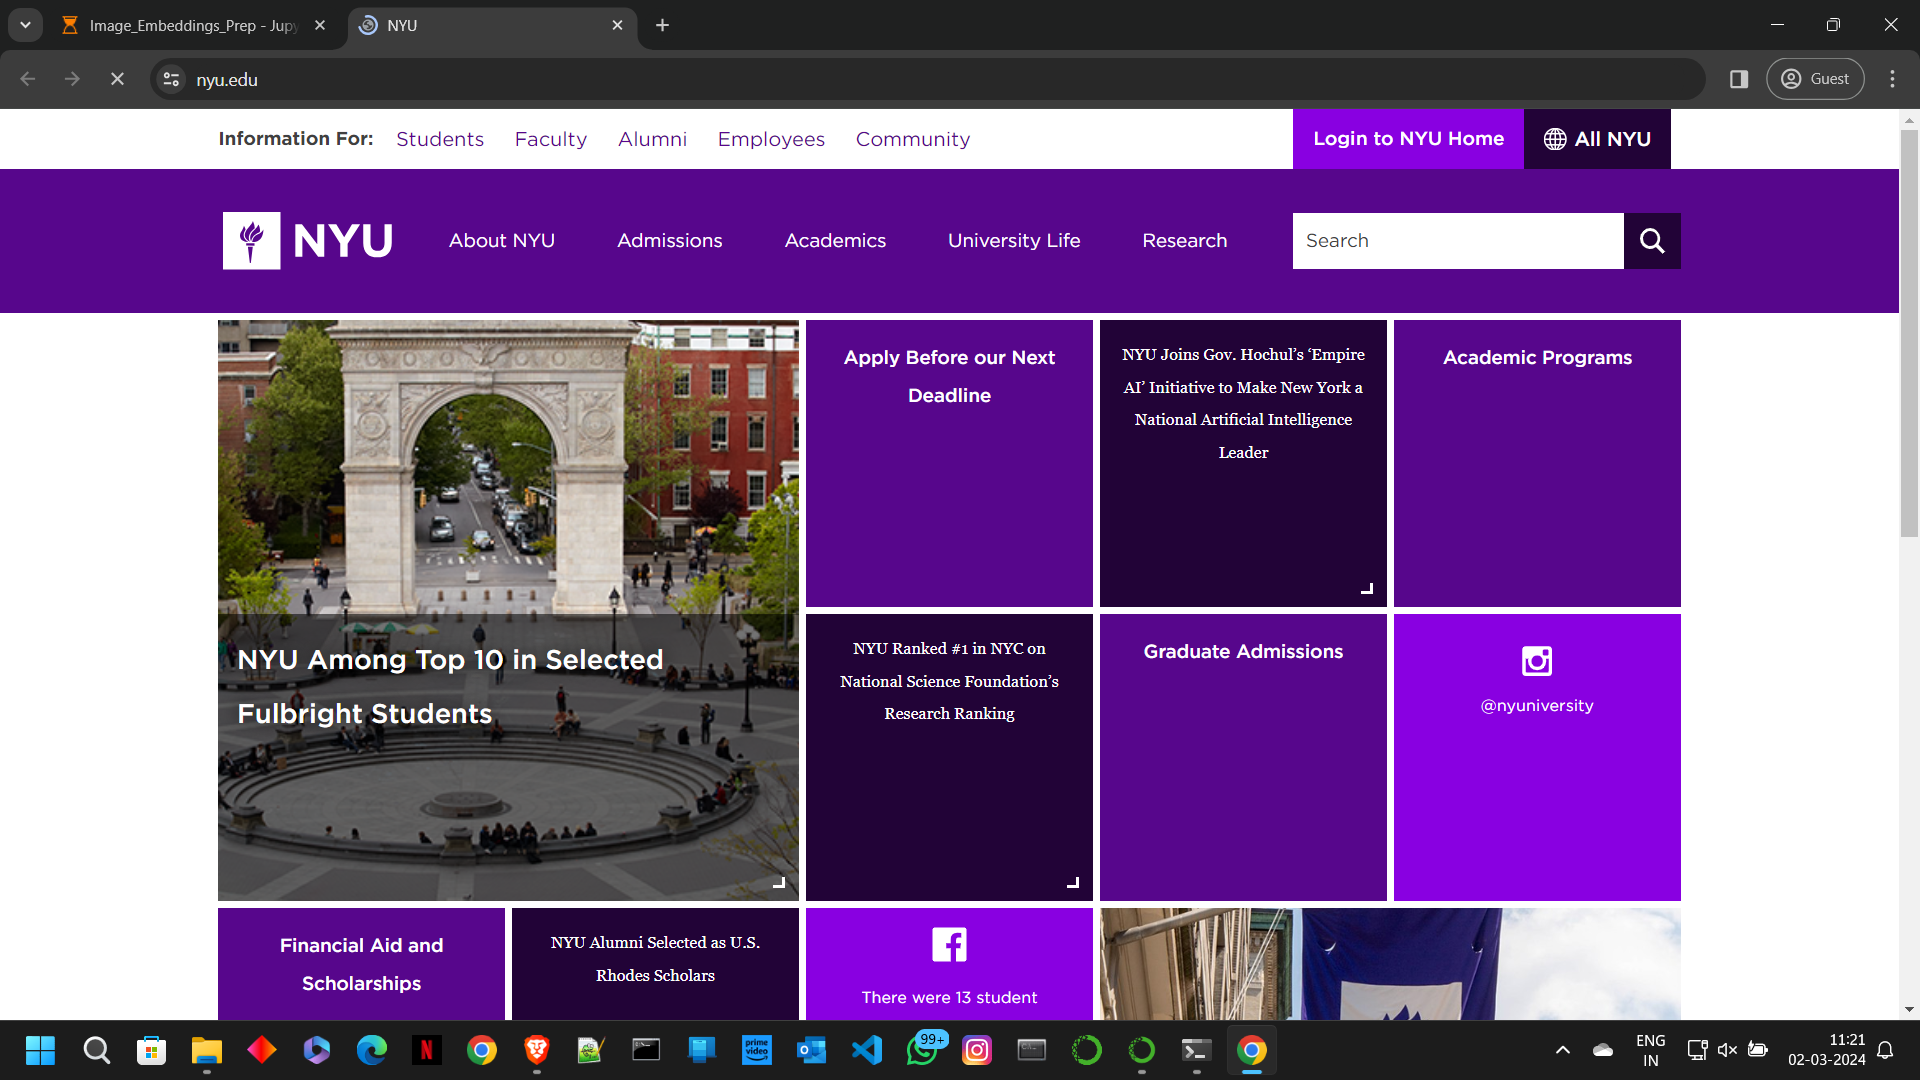 Image_Embeddings_Prep - Jupy
NYU
nyu.edu
Guest
Information For:
Students
Faculty
Alumni
Employees
Community
Login to NYU Home
All NYU
NYU
About NYU
Admissions
Academics
University Life
Research
Search
NYU Among Top 10 in Selected
Fulbright Students
Apply Before our Next
Deadline
NYU Joins Gov. Hochul’s ‘Empire
AI’ Initiative to Make New York a
National Artificial Intelligence
Leader
Academic Programs
NYU Ranked #1 in NYC on
National Science Foundation’s
Research Ranking
Graduate Admissions
@nyuniversity
Financial Aid and
Scholarships
NYU Alumni Selected as U.S.
Rhodes Scholars
There were 13 student
prime
video
99+
ENG
IN
11:21
02-03-2024